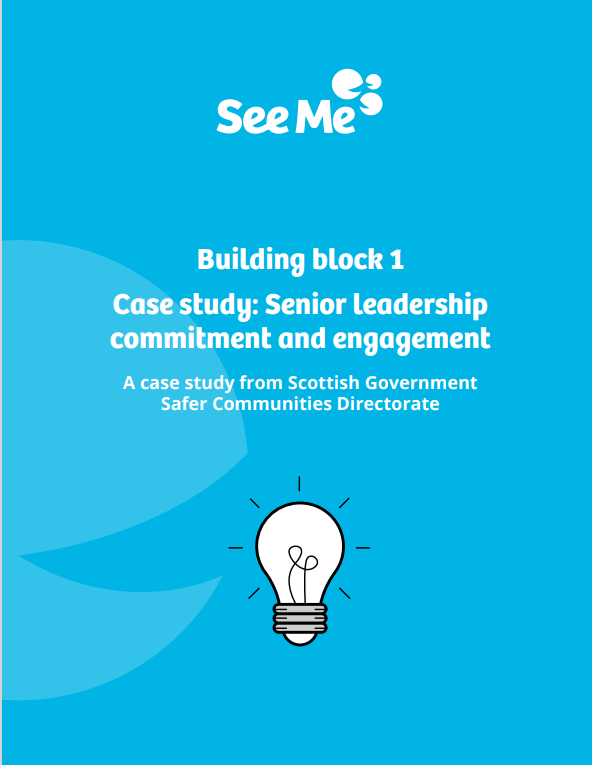 See Me
Building block 1
Case study: Senior leadership
commitment and engagement
A case study from Scottish Government
Safer Communities Directorate